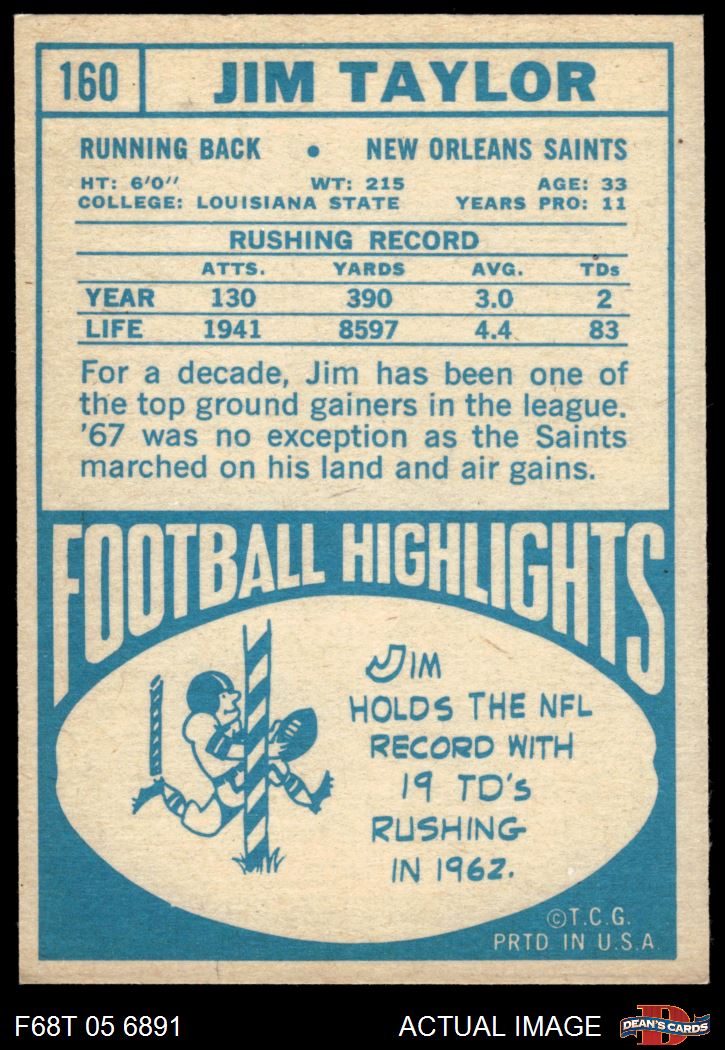 160 JIM TAYLOR
RUNNING BACK • NEW ORLEANS SAINTS
HT: 6'0" WT: 215 AGE: 33
COLLEGE: LOUISIANA STATE YEARS PRO: 11
RUSHING RECORD
ATTS. YARDS AVG. TDs
YEAR 130 390 3.0 2
LIFE 1941 8597 4.4 83
For a decade, Jim has been one of
the top ground gainers in the league.
'67 was no exception as the Saints
marched on his land and air gains.
FOOTBALL HIGHLIGHTS
JIM
HOLDS THE NFL
RECORD WITH
19 TD'S
RUSHING
IN 1962.
©T.C.G.
PRTD IN U.S.A.
F68T 05 6891 ACTUAL IMAGE D DEAN'S CARDS